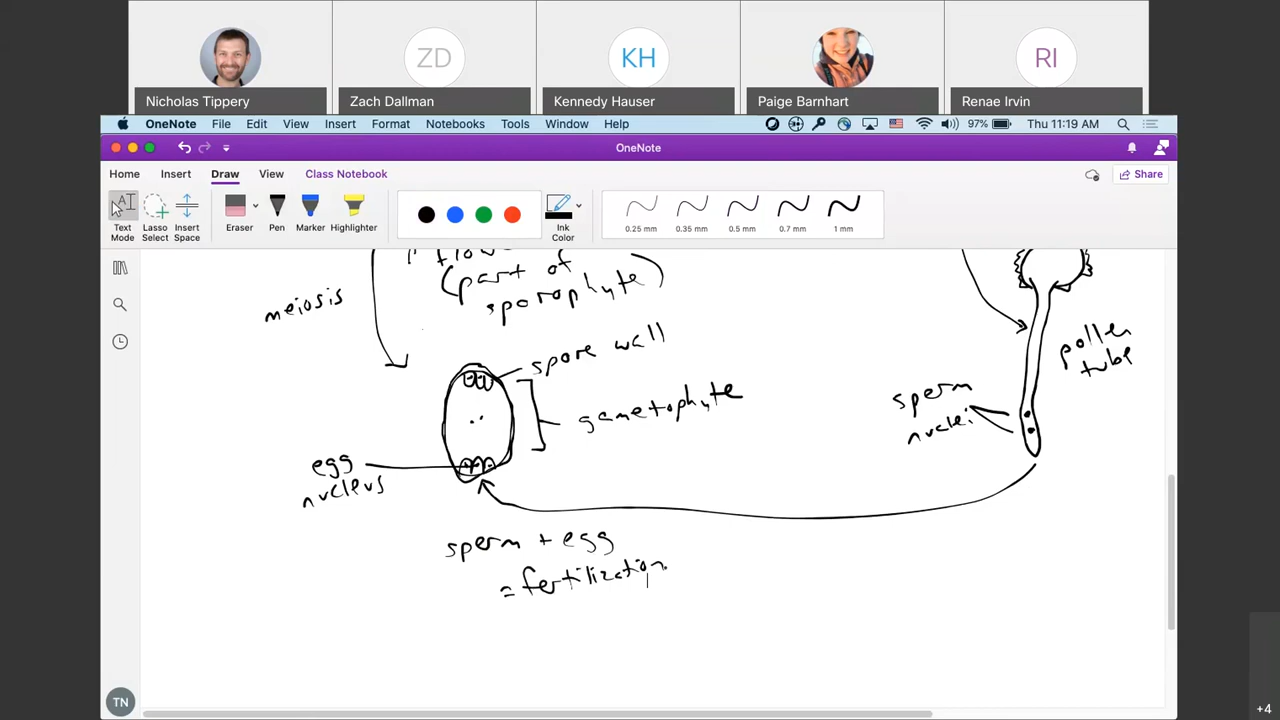 ZD
KH
RI
Nicholas Tippery
Zach Dallman
Kennedy Hauser
Paige Barnhart
Renae Irvin
OneNote File Edit View Insert Format Notebooks Tools Window Help
97% Thu 11:19 AM
OneNote
Home Insert Draw View Class Notebook
Share
Text Mode
Lasso Select
Insert Space
Eraser
Pen
Marker
Highlighter
Ink Color
0.25 mm
0.35 mm
0.5 mm
0.7 mm
1 mm
(part of
sporophyte)
meiosis
spore wall
gametophyte
egg
nucleus
pollen
tube
sperm
nuclei
sperm + egg
= fertilization
TN
+4